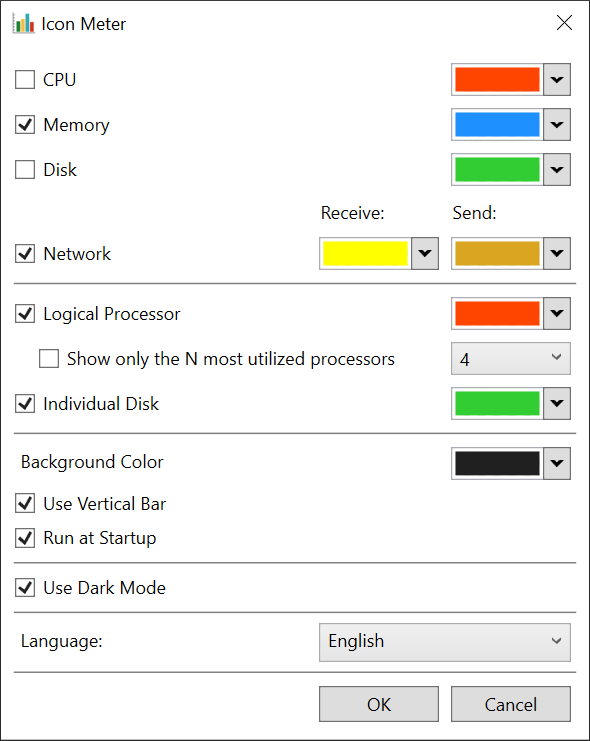 Icon Meter
CPU
Memory
Disk
Receive: Send:
Network
Logical Processor
Show only the N most utilized processors 4
Individual Disk
Background Color
Use Vertical Bar
Run at Startup
Use Dark Mode
Language: English
OK Cancel